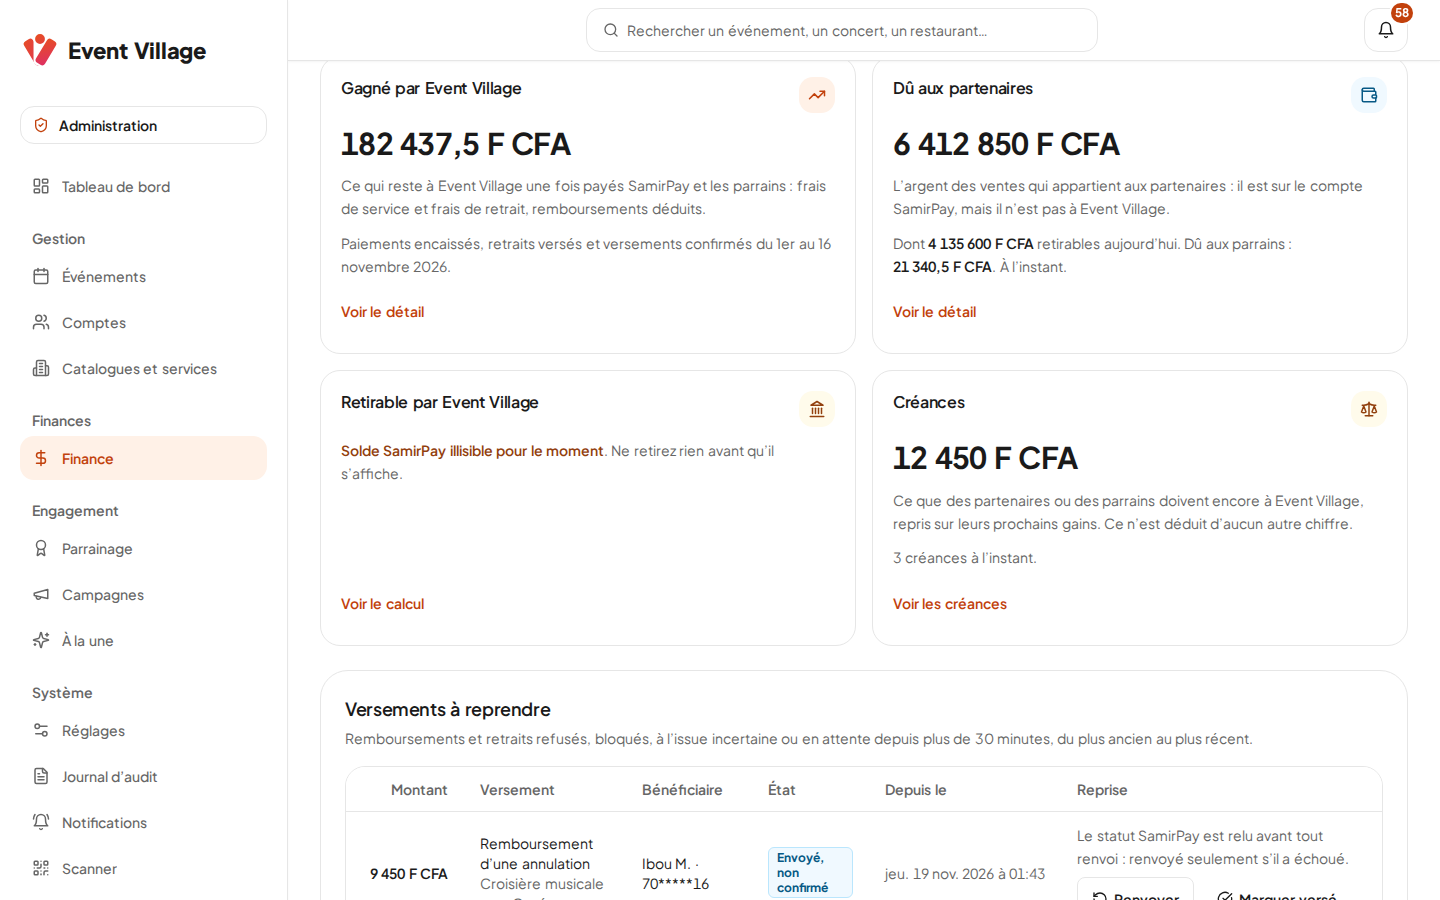 Event Village
Administration
Tableau de bord
Gestion
Événements
Comptes
Catalogues et services
Finances
Finance
Engagement
Parrainage
Campagnes
À la une
Système
Réglages
Journal d'audit
Notifications
Scanner
Rechercher un événement, un concert, un restaurant...
58
Gagné par Event Village
182 437,5 F CFA
Ce qui reste à Event Village une fois payés SamirPay et les parrains : frais
de service et frais de retrait, remboursements déduits.
Paiements encaissés, retraits versés et versements confirmés du 1er au 16
novembre 2026.
Voir le détail
Dû aux partenaires
6 412 850 F CFA
L'argent des ventes qui appartient aux partenaires : il est sur le compte
SamirPay, mais il n'est pas à Event Village.
Dont 4 135 600 F CFA retirables aujourd'hui. Dû aux parrains :
21 340,5 F CFA. À l'instant.
Voir le détail
Retirable par Event Village
Solde SamirPay illisible pour le moment. Ne retirez rien avant qu'il
s'affiche.
Voir le calcul
Créances
12 450 F CFA
Ce que des partenaires ou des parrains doivent encore à Event Village,
repris sur leurs prochains gains. Ce n'est déduit d'aucun autre chiffre.
3 créances à l'instant.
Voir les créances
Versements à reprendre
Remboursements et retraits refusés, bloqués, à l'issue incertaine ou en attente depuis plus de 30 minutes, du plus ancien au plus récent.
Montant Versement Bénéficiaire État Depuis le Reprise
9 450 F CFA
Remboursement
d'une annulation
Croisière musicale
Ibou M. ·
70*****16
Envoyé,
non
confirmé
jeu. 19 nov. 2026 à 01:43
Le statut SamirPay est relu avant tout
renvoi : renvoyé seulement s'il a échoué.
Renvoyer Marquer versé